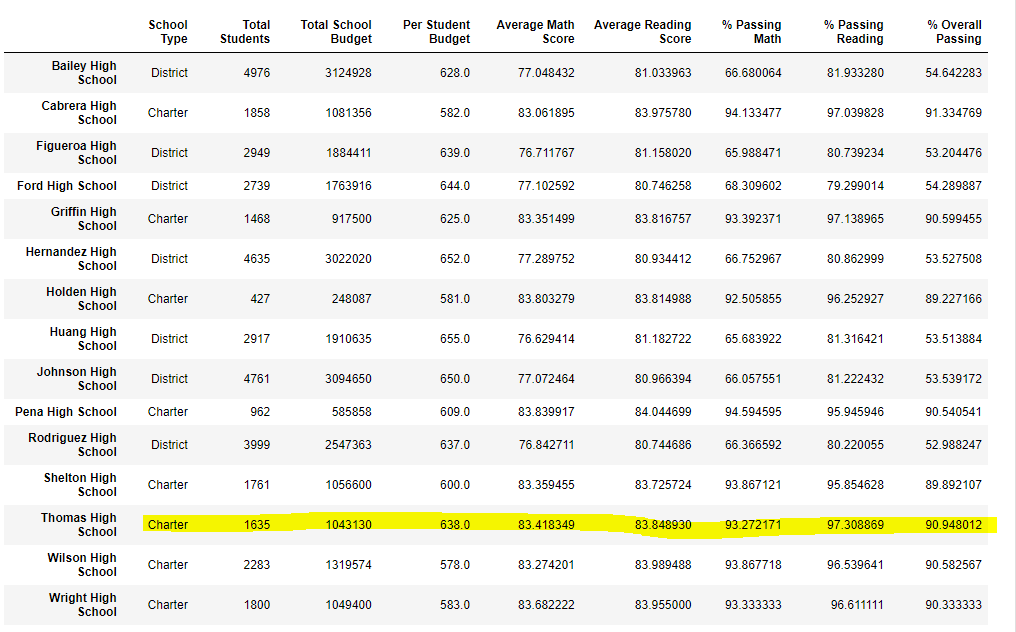 School Type Total Students Total School Budget Per Student Budget Average Math Score Average Reading Score % Passing Math % Passing Reading % Overall Passing
Bailey High School District 4976 3124928 628.0 77.048432 81.033963 66.680064 81.933280 54.642283
Cabrera High School Charter 1858 1081356 582.0 83.061895 83.975780 94.133477 97.039828 91.334769
Figueroa High School District 2949 1884411 639.0 76.711767 81.158020 65.988471 80.739234 53.204476
Ford High School District 2739 1763916 644.0 77.102592 80.746258 68.309602 79.299014 54.289887
Griffin High School Charter 1468 917500 625.0 83.351499 83.816757 93.392371 97.138965 90.599455
Hernandez High School District 4635 3022020 652.0 77.289752 80.934412 66.752967 80.862999 53.527508
Holden High School Charter 427 248087 581.0 83.803279 83.814988 92.505855 96.252927 89.227166
Huang High School District 2917 1910635 655.0 76.629414 81.182722 65.683922 81.316421 53.513884
Johnson High School District 4761 3094650 650.0 77.072464 80.966394 66.057551 81.222432 53.539172
Pena High School Charter 962 585858 609.0 83.839917 84.044699 94.594595 95.945946 90.540541
Rodriguez High School District 3999 2547363 637.0 76.842711 80.744686 66.366592 80.220055 52.988247
Shelton High School Charter 1761 1056600 600.0 83.359455 83.725724 93.867121 95.854628 89.892107
Thomas High School Charter 1635 1043130 638.0 83.418349 83.848930 93.272171 97.308869 90.948012
Wilson High School Charter 2283 1319574 578.0 83.274201 83.989488 93.867718 96.539641 90.582567
Wright High School Charter 1800 1049400 583.0 83.682222 83.955000 93.333333 96.611111 90.333333